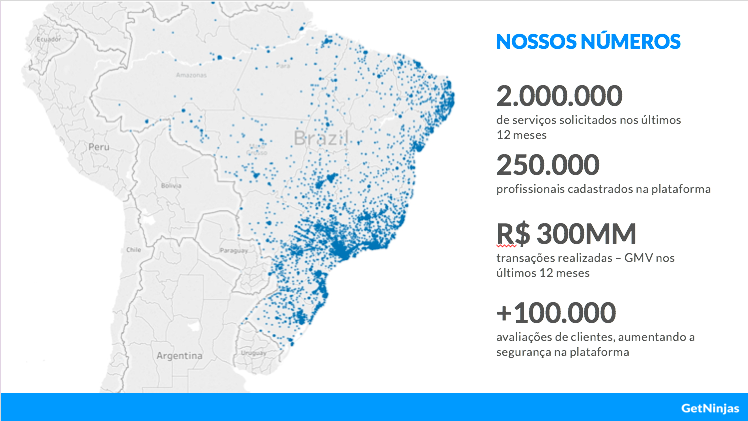 Ecuador
Amazonas
Pará
Peru
Brazil
Bolivia
Chile
Paraguay
Argentina
Uruguay
NOSSOS NÚMEROS
2.000.000
de serviços solicitados nos últimos
12 meses
250.000
profissionais cadastrados na plataforma
R$ 300MM
transações realizadas – GMV nos
últimos 12 meses
+100.000
avaliações de clientes, aumentando a
segurança na plataforma
GetNinjas